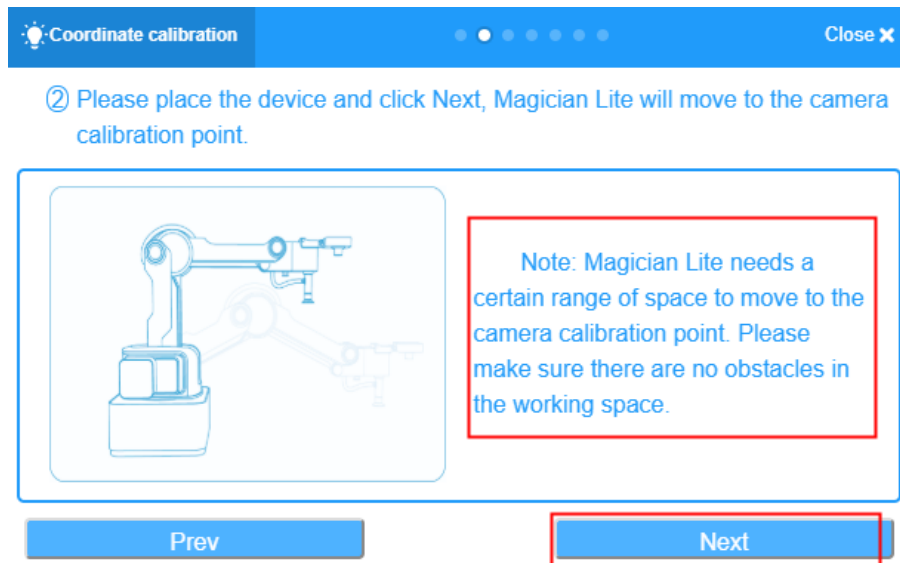 Coordinate calibration
Close ×
② Please place the device and click Next, Magician Lite will move to the camera
calibration point.
Note: Magician Lite needs a
certain range of space to move to the
camera calibration point. Please
make sure there are no obstacles in
the working space.
Prev
Next